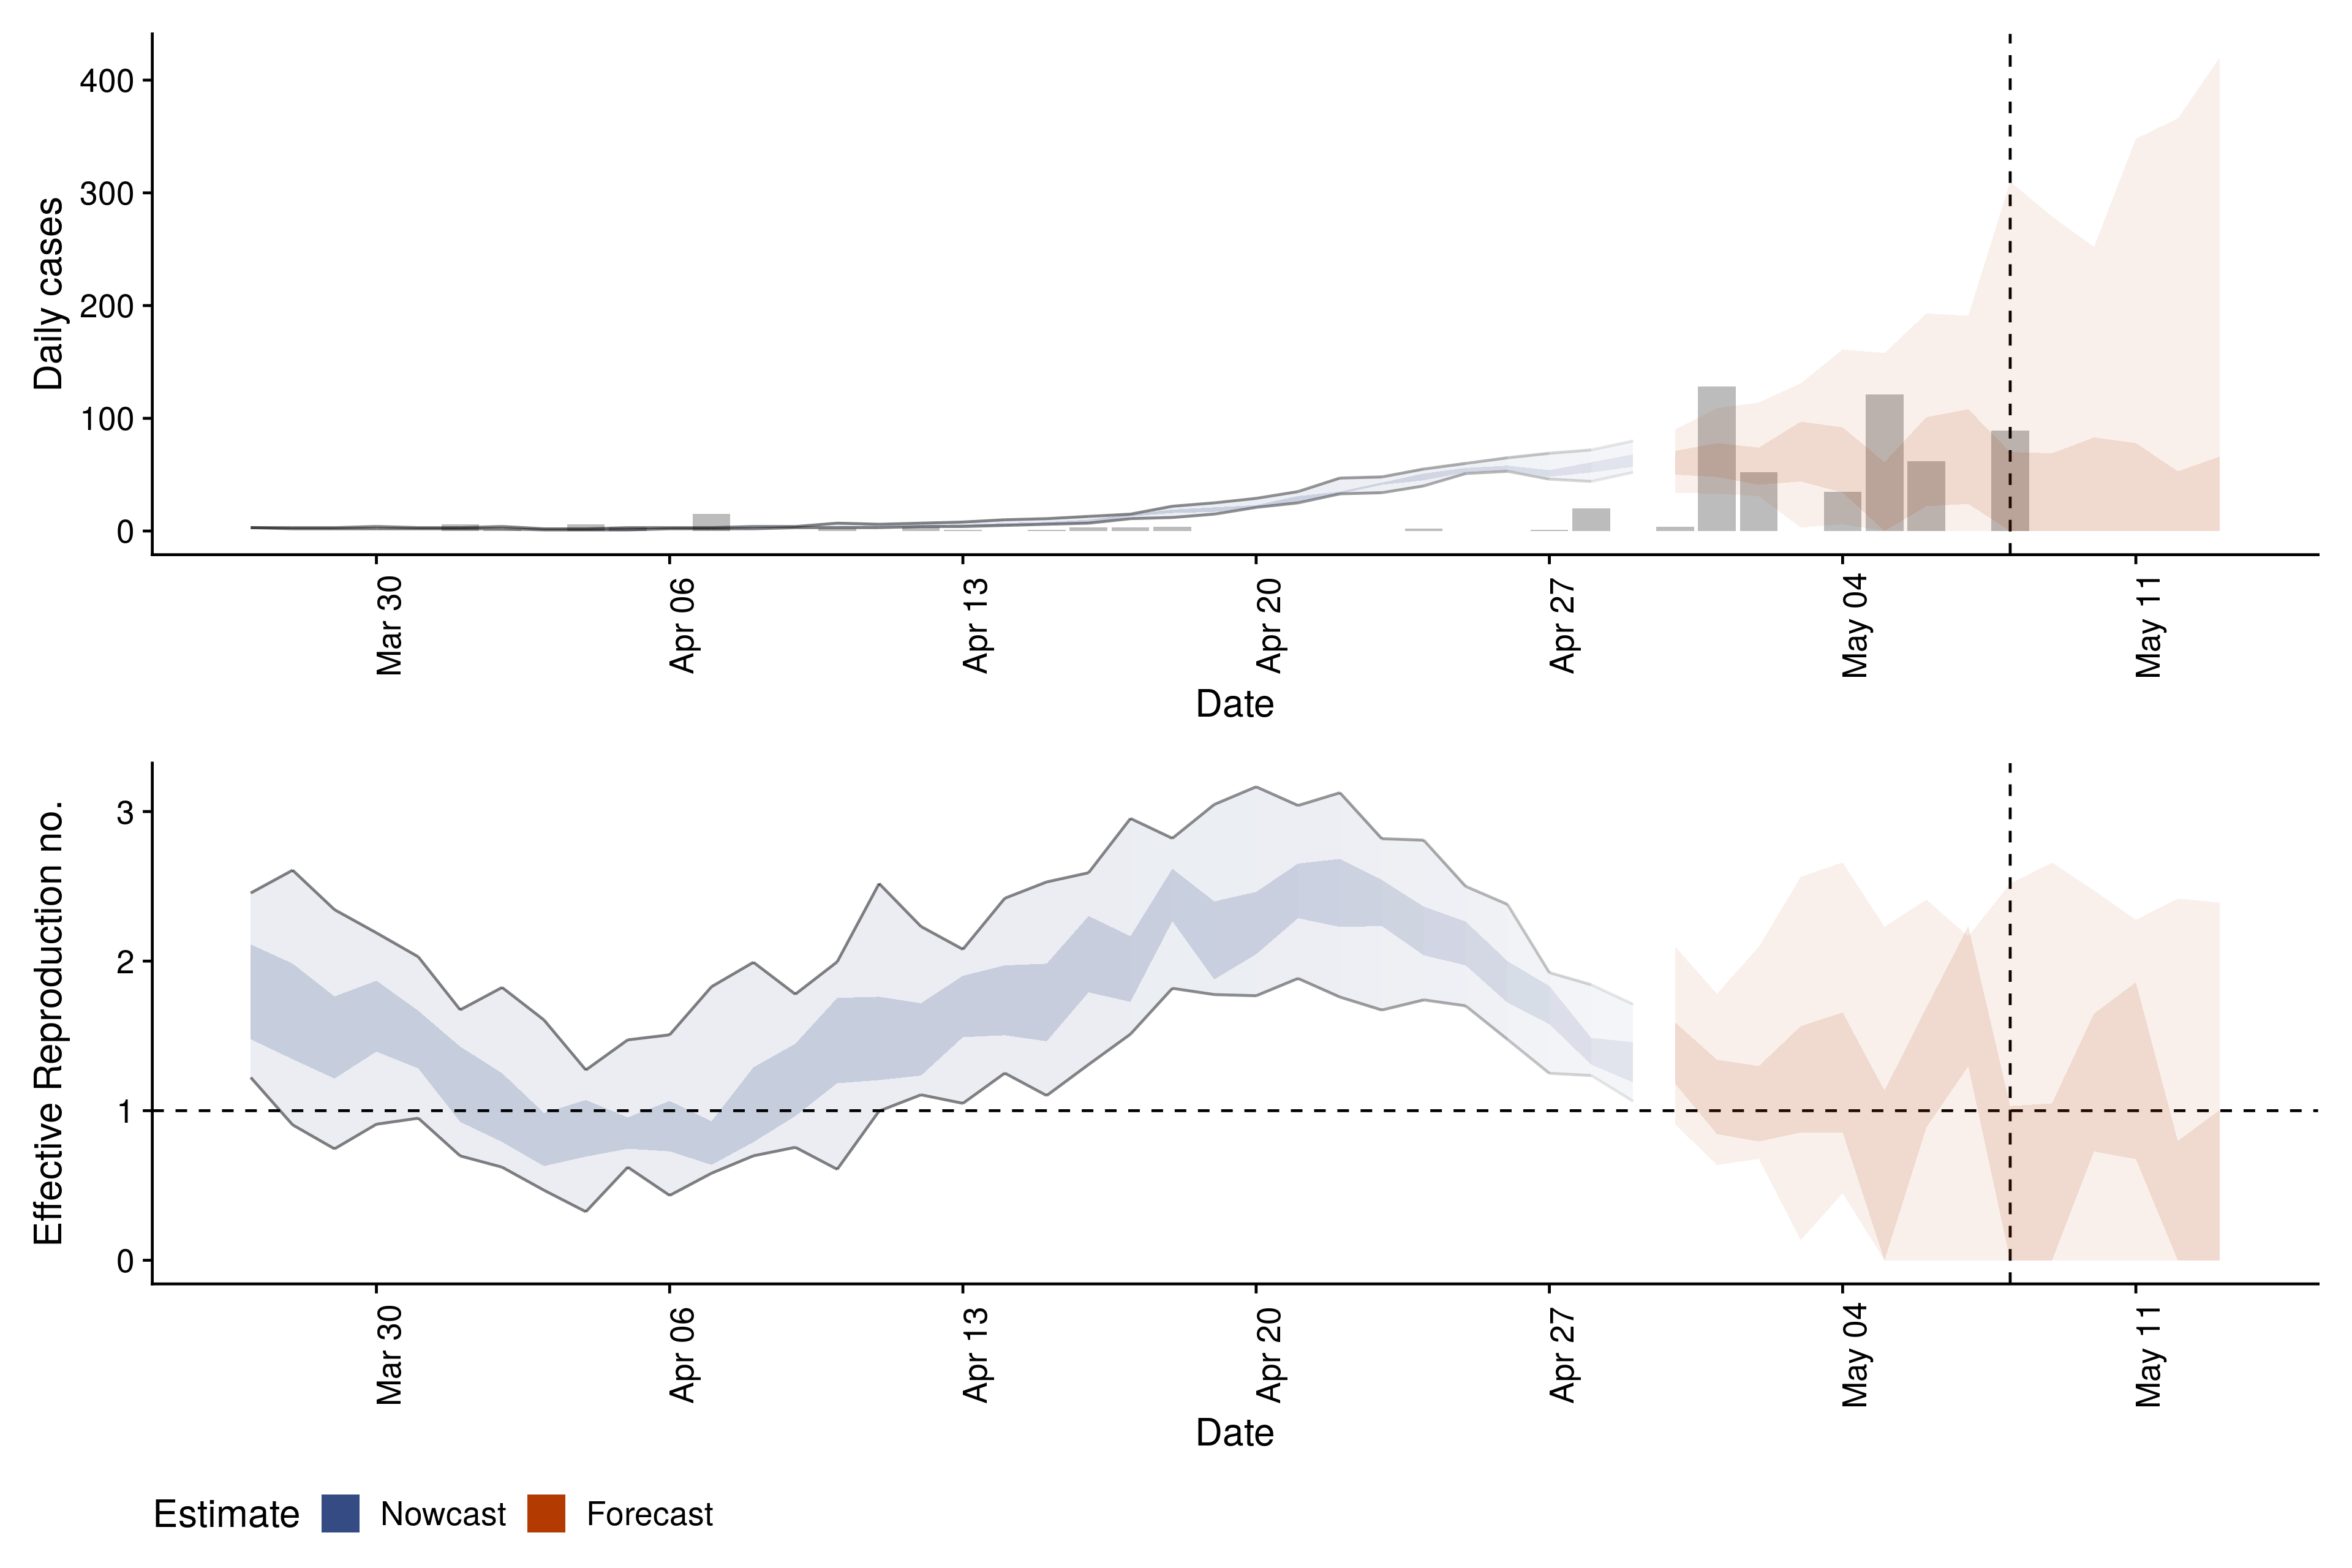 Daily cases
400
300
200
100
0
Mar 30
Apr 06
Apr 13
Apr 20
Apr 27
May 04
May 11
Date
Effective Reproduction no.
3
2
1
0
Mar 30
Apr 06
Apr 13
Apr 20
Apr 27
May 04
May 11
Date
Estimate Nowcast Forecast